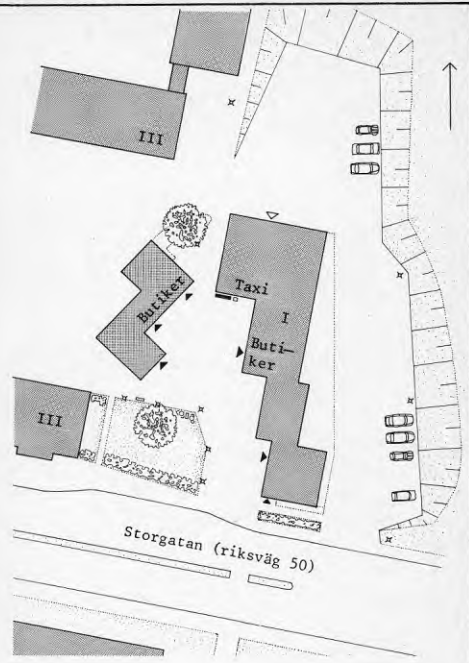 III
Butiker
Taxi
I
Buti-
ker
III
Storgatan (riksväg 50)